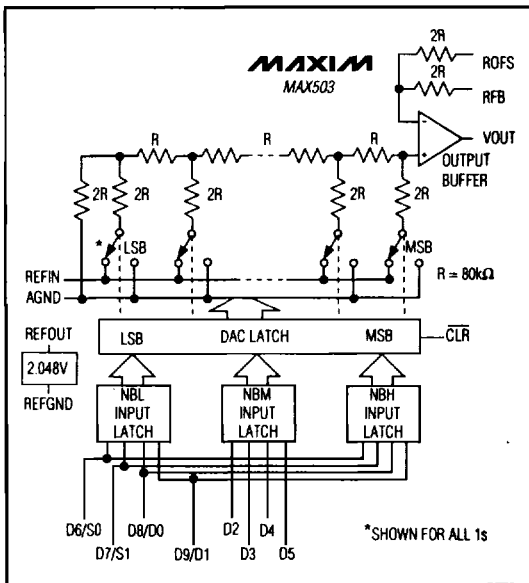 MAXIM
MAX503
2R
ROFS
2R
RFB
-
+
VOUT
OUTPUT
BUFFER
R
R
R
2R
2R
2R
2R
2R
*
LSB
MSB
REFIN
AGND
R = 80kΩ
REFOUT
2.048V
REFGND
LSB
DAC LATCH
MSB
CLR
NBL
INPUT
LATCH
NBM
INPUT
LATCH
NBH
INPUT
LATCH
D6/S0
D8/D0
D2
D4
D7/S1
D9/D1
D3
D5
*SHOWN FOR ALL 1s